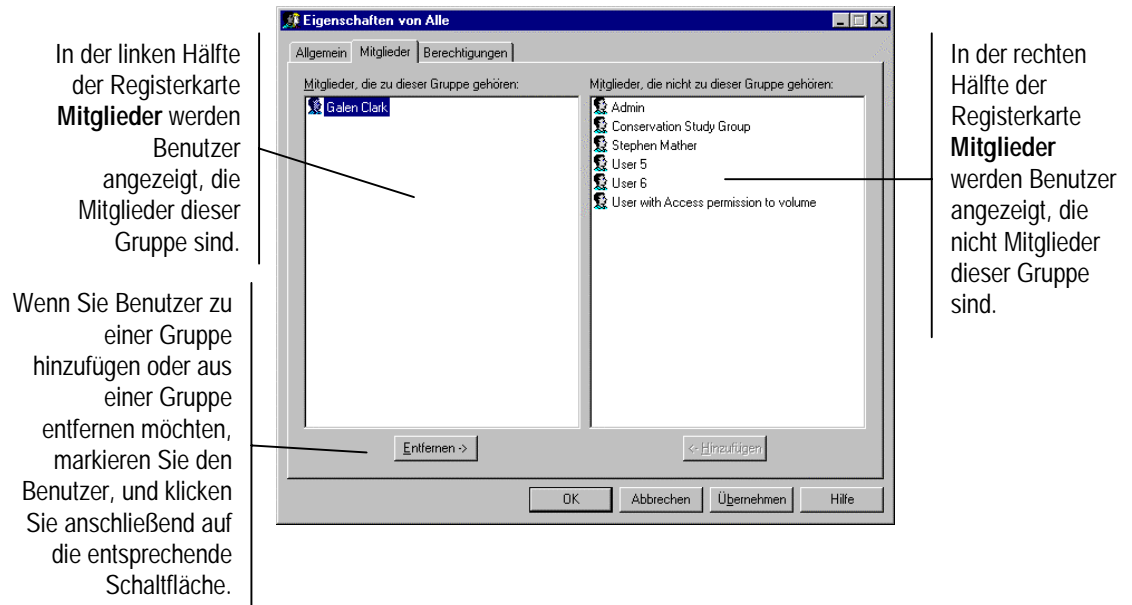 In der linken Hälfte
der Registerkarte
Mitglieder werden
Benutzer
angezeigt, die
Mitglieder dieser
Gruppe sind.
Wenn Sie Benutzer zu
einer Gruppe
hinzufügen oder aus
einer Gruppe
entfernen möchten,
markieren Sie den
Benutzer, und klicken
Sie anschließend auf
die entsprechende
Schaltfläche.
Eigenschaften von Alle
Allgemein Mitglieder Berechtigungen
Mitglieder, die zu dieser Gruppe gehören:
Galen Clark
Entfernen ->
Mitglieder, die nicht zu dieser Gruppe gehören:
Admin
Conservation Study Group
Stephen Mather
User 5
User 6
User with Access permission to volume
<- Hinzufügen
OK Abbrechen Übernehmen Hilfe
In der rechten
Hälfte der
Registerkarte
Mitglieder
werden Benutzer
angezeigt, die
nicht Mitglieder
dieser Gruppe
sind.